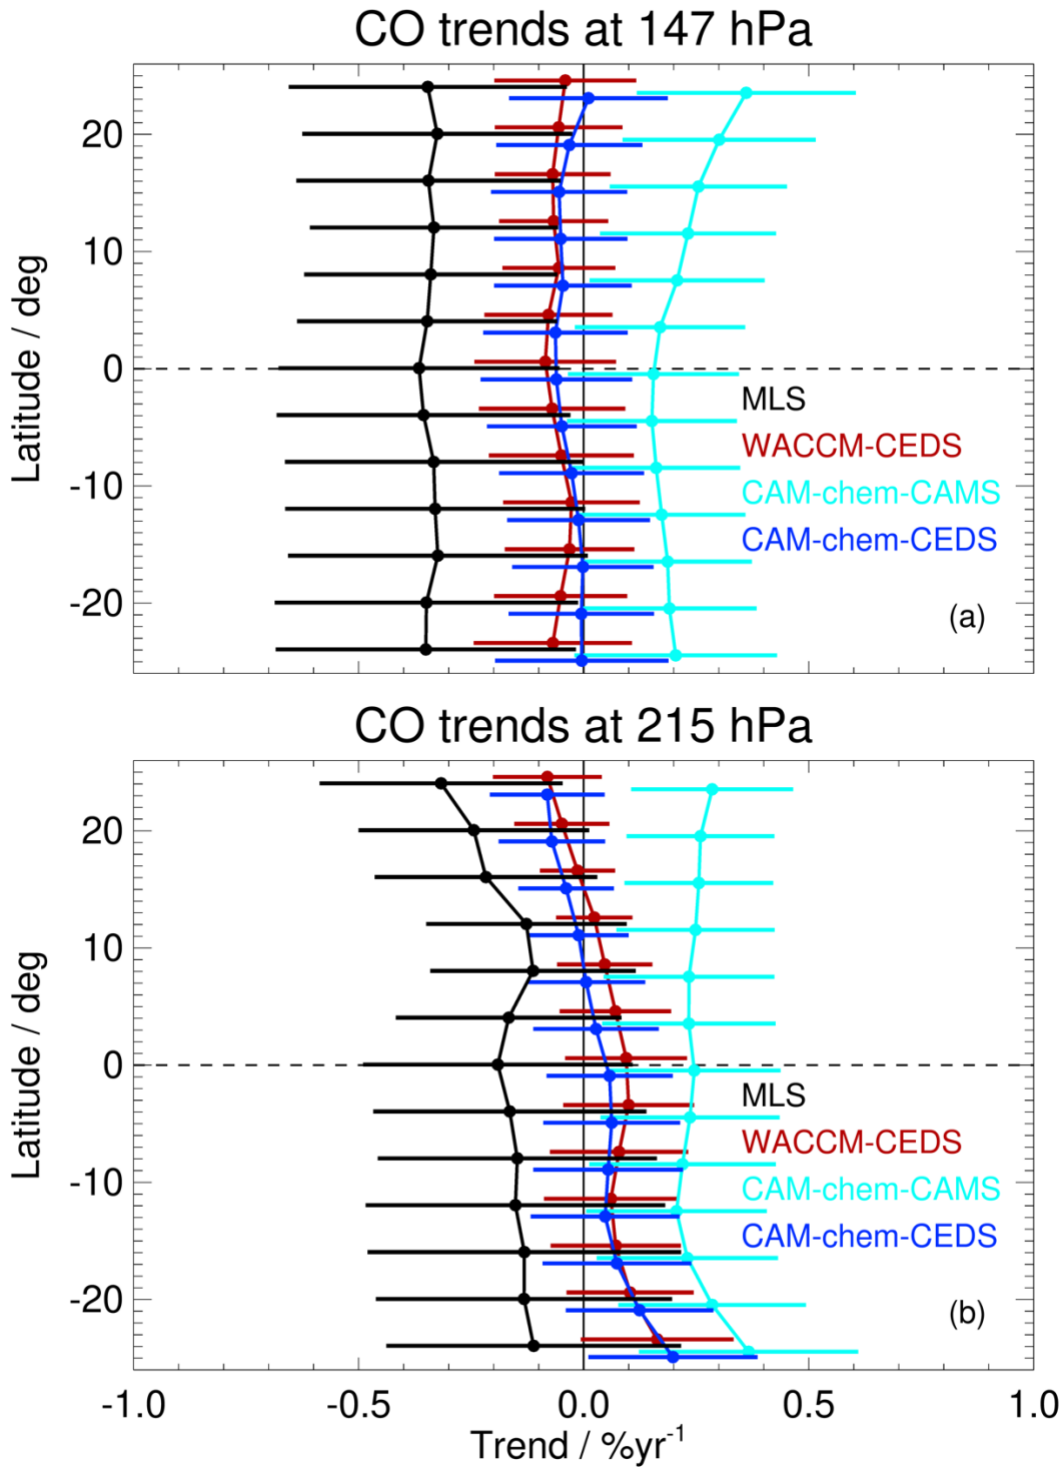 CO trends at 147 hPa
Latitude / deg
20
10
0
-10
-20
MLS
WACCM-CEDS
CAM-chem-CAMS
CAM-chem-CEDS
(a)
CO trends at 215 hPa
Latitude / deg
20
10
0
-10
-20
MLS
WACCM-CEDS
CAM-chem-CAMS
CAM-chem-CEDS
(b)
-1.0 -0.5 0.0 0.5 1.0
Trend / %yr⁻¹